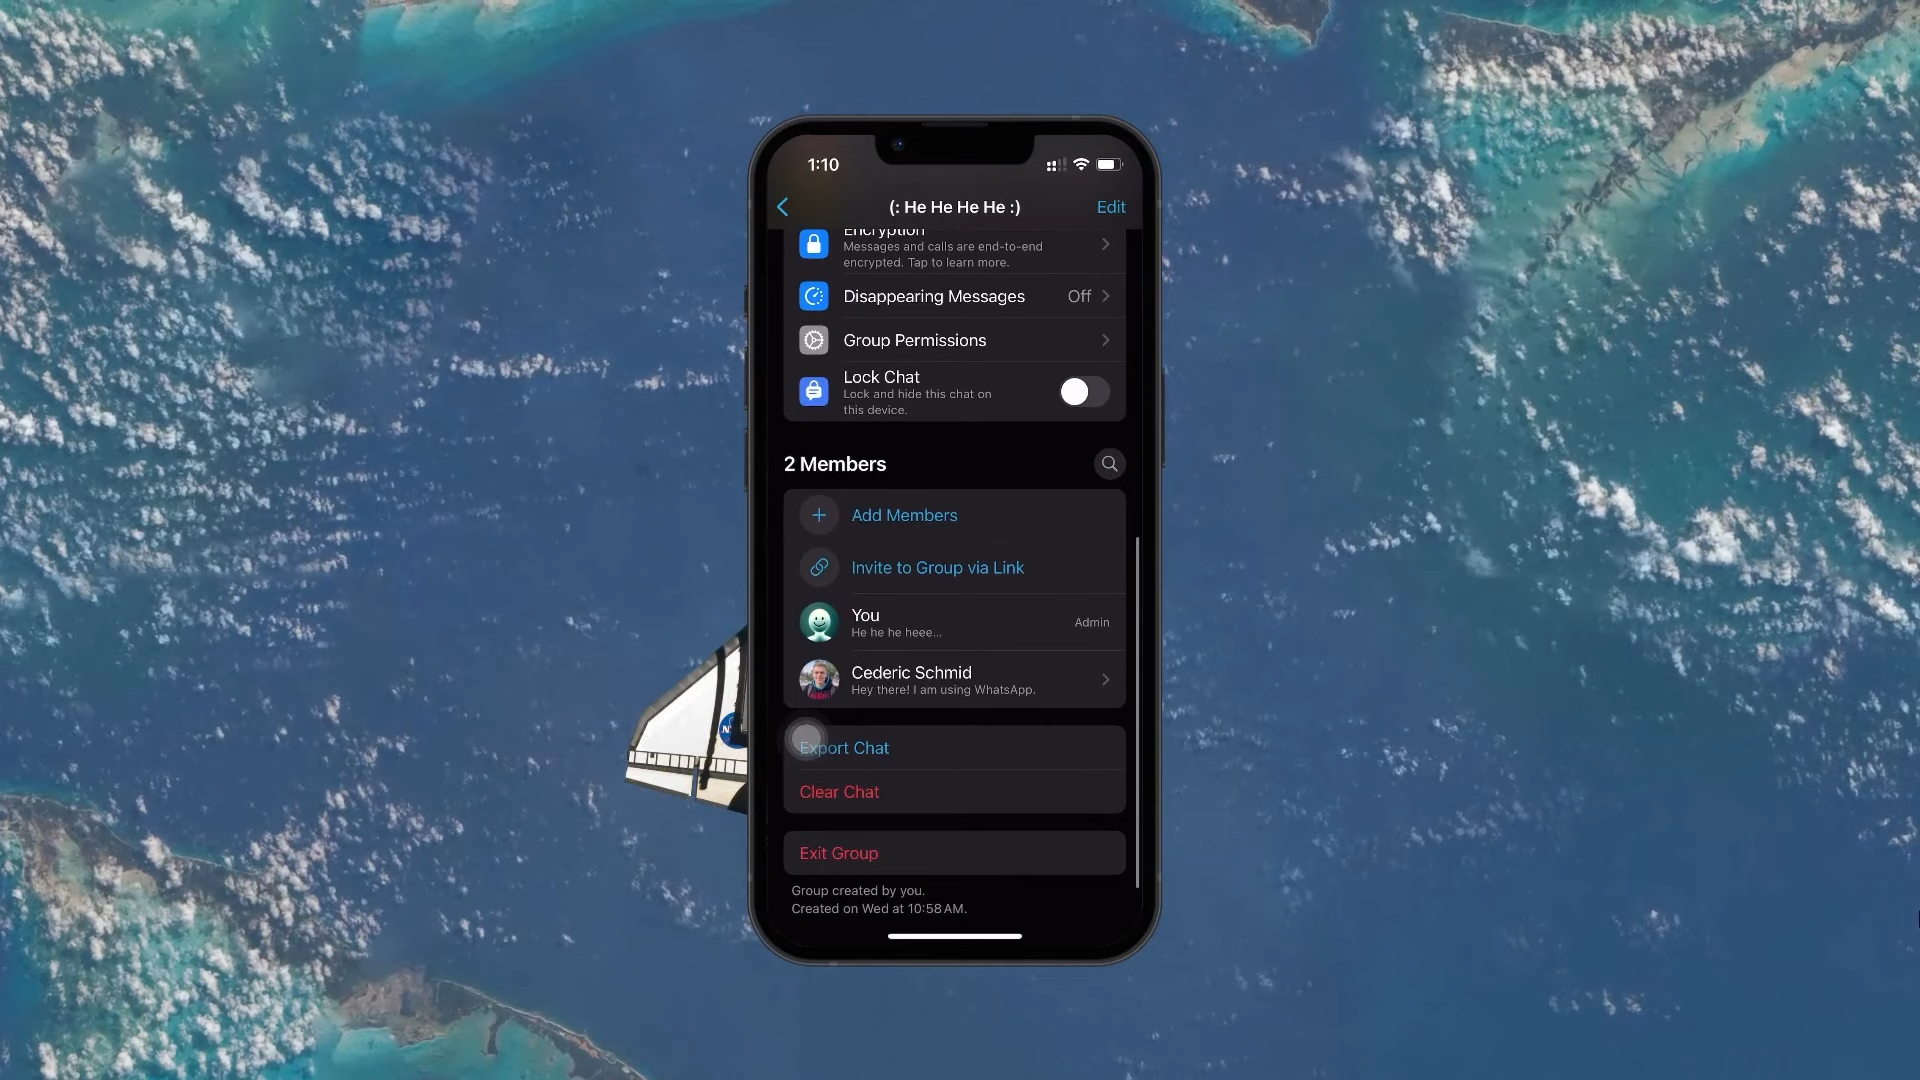 1:10
(: He He He He :)
Edit
Encryption
Messages and calls are end-to-end
encrypted. Tap to learn more.
Disappearing Messages
Off
Group Permissions
Lock Chat
Lock and hide this chat on
this device.
2 Members
Add Members
Invite to Group via Link
You
He he he heee...
Admin
Cederic Schmid
Hey there! I am using WhatsApp.
Export Chat
Clear Chat
Exit Group
Group created by you.
Created on Wed at 10:58 AM.